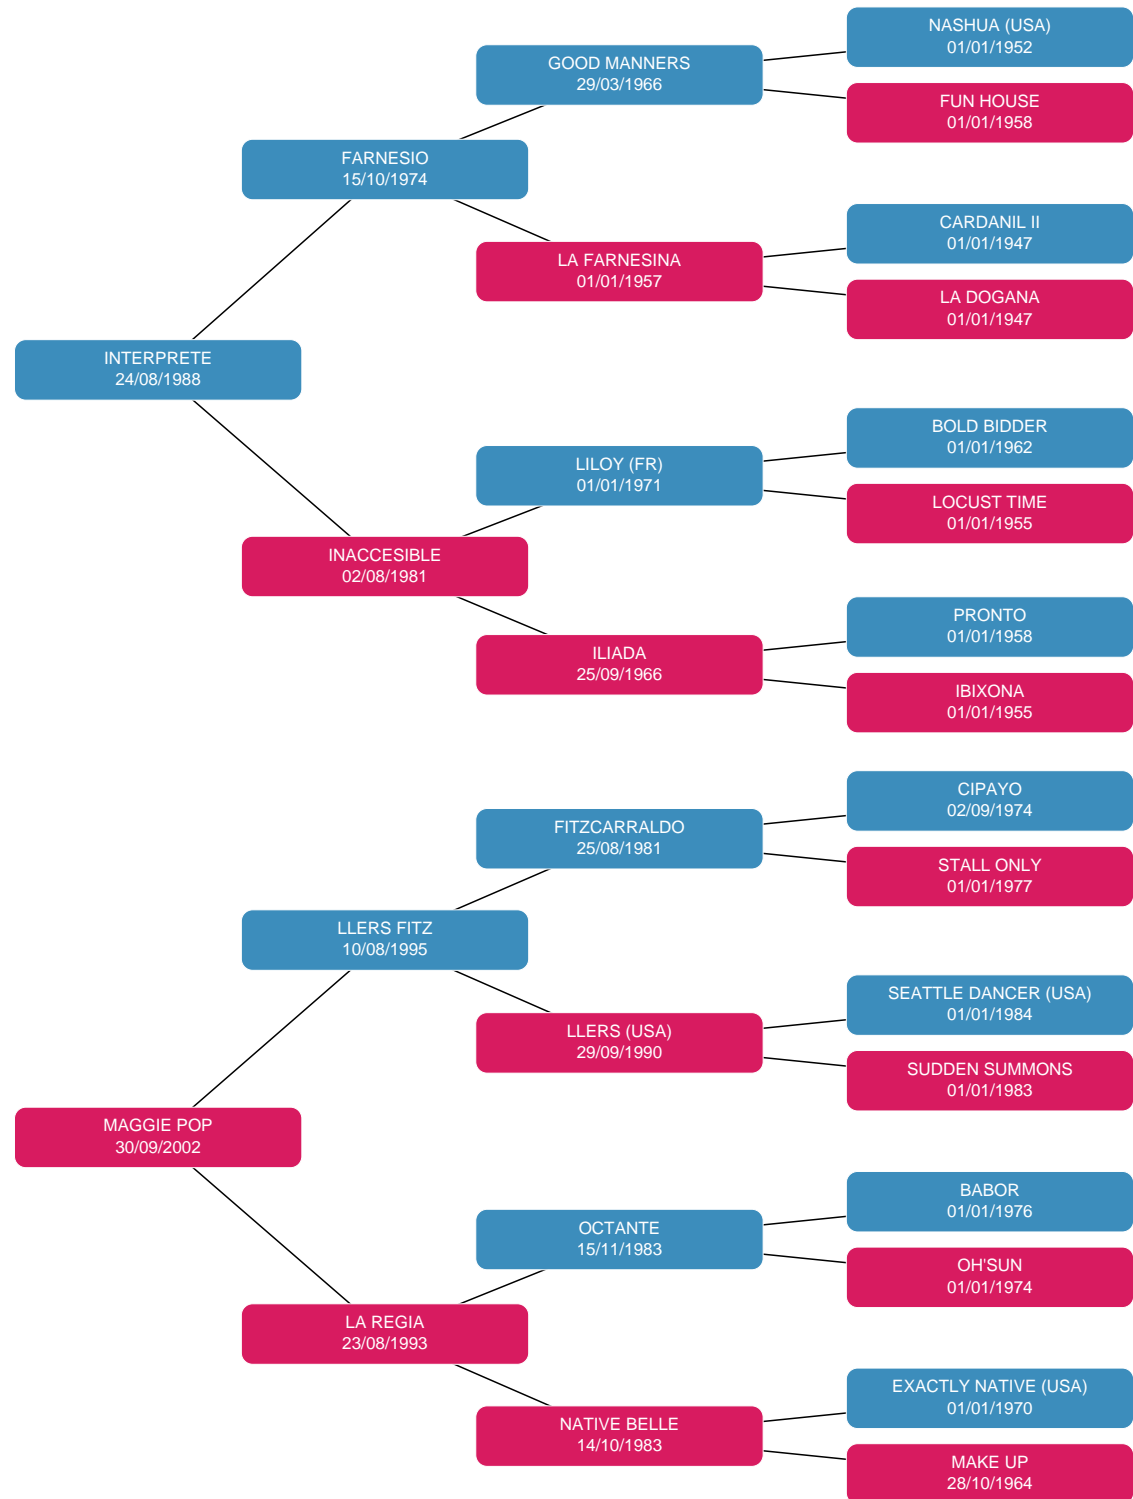 NASHUA (USA)
01/01/1952
GOOD MANNERS
29/03/1966
FUN HOUSE
01/01/1958
FARNESIO
15/10/1974
CARDANIL II
01/01/1947
LA FARNESINA
01/01/1957
LA DOGANA
01/01/1947
INTERPRETE
24/08/1988
BOLD BIDDER
01/01/1962
LILOY (FR)
01/01/1971
LOCUST TIME
01/01/1955
INACCESIBLE
02/08/1981
PRONTO
01/01/1958
ILIADA
25/09/1966
IBIXONA
01/01/1955
CIPAYO
02/09/1974
FITZCARRALDO
25/08/1981
STALL ONLY
01/01/1977
LLERS FITZ
10/08/1995
SEATTLE DANCER (USA)
01/01/1984
LLERS (USA)
29/09/1990
SUDDEN SUMMONS
01/01/1983
MAGGIE POP
30/09/2002
BABOR
01/01/1976
OCTANTE
15/11/1983
OH'SUN
01/01/1974
LA REGIA
23/08/1993
EXACTLY NATIVE (USA)
01/01/1970
NATIVE BELLE
14/10/1983
MAKE UP
28/10/1964